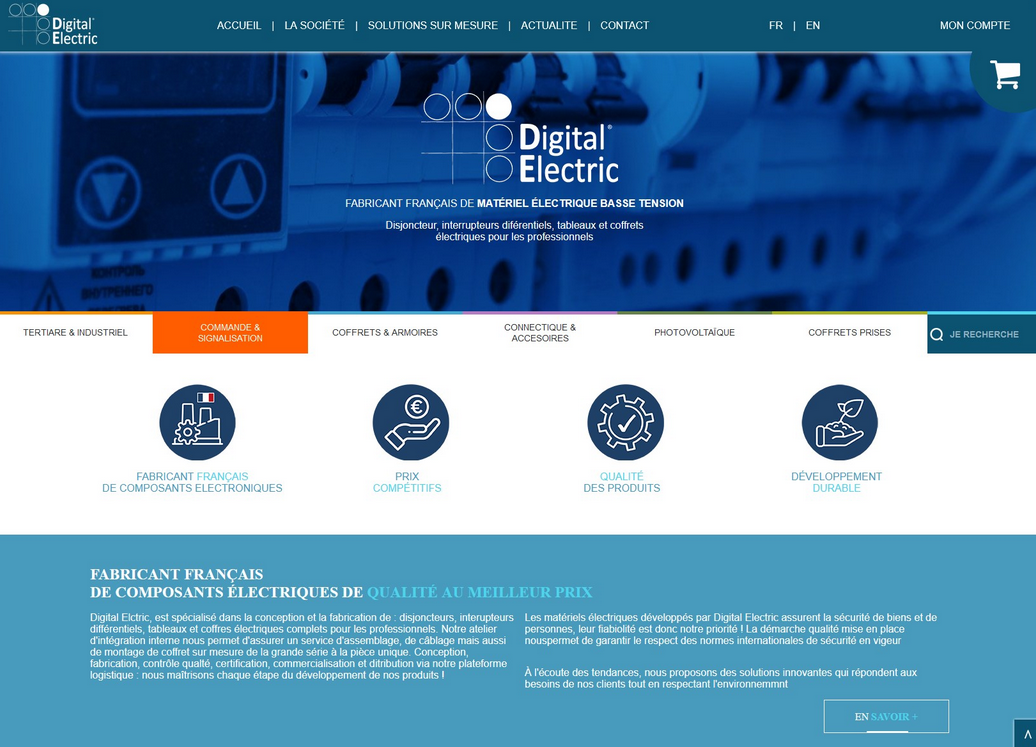 Digital
Electric
ACCUEIL | LA SOCIÉTÉ | SOLUTIONS SUR MESURE | ACTUALITE | CONTACT
FR | EN
MON COMPTE
Digital®
Electric
FABRICANT FRANÇAIS DE MATÉRIEL ÉLECTRIQUE BASSE TENSION
Disjoncteur, interrupteurs diférentiels, tableaux et coffrets
électriques pour les professionnels
КОНТРОЛЬ
ВНУТРЕННЕГО
TERTIARE & INDUSTRIEL
COMMANDE &
SIGNALISATION
COFFRETS & ARMOIRES
CONNECTIQUE &
ACCESOIRES
PHOTOVOLTAÏQUE
COFFRETS PRISES
JE RECHERCHE
FABRICANT FRANÇAIS
DE COMPOSANTS ELECTRONIQUES
PRIX
COMPÉTITIFS
QUALITÉ
DES PRODUITS
DÉVELOPPEMENT
DURABLE
FABRICANT FRANÇAIS
DE COMPOSANTS ÉLECTRIQUES DE QUALITÉ AU MEILLEUR PRIX
Digital Elctric, est spécialisé dans la conception et la fabrication de : disjoncteurs, interupteurs
différentiels, tableaux et coffres électriques complets pour les professionnels. Notre atelier
d'intégration interne nous permet d'assurer un service d'assemblage, de câblage mais aussi
de montage de coffret sur mesure de la grande série à la pièce unique. Conception,
fabrication, contrôle qualté, certification, commercialisation et ditribution via notre plateforme
logistique : nous maîtrisons chaque étape du développement de nos produits !
Les matériels électriques développés par Digital Electric assurent la sécurité de biens et de
personnes, leur fiabiolité est donc notre priorité ! La démarche qualité mise en place
nouspermet de garantir le respect des normes internationales de sécurité en vigeur
À l'écoute des tendances, nous proposons des solutions innovantes qui répondent aux
besoins de nos clients tout en respectant l'environnemmnt
EN SAVOIR +